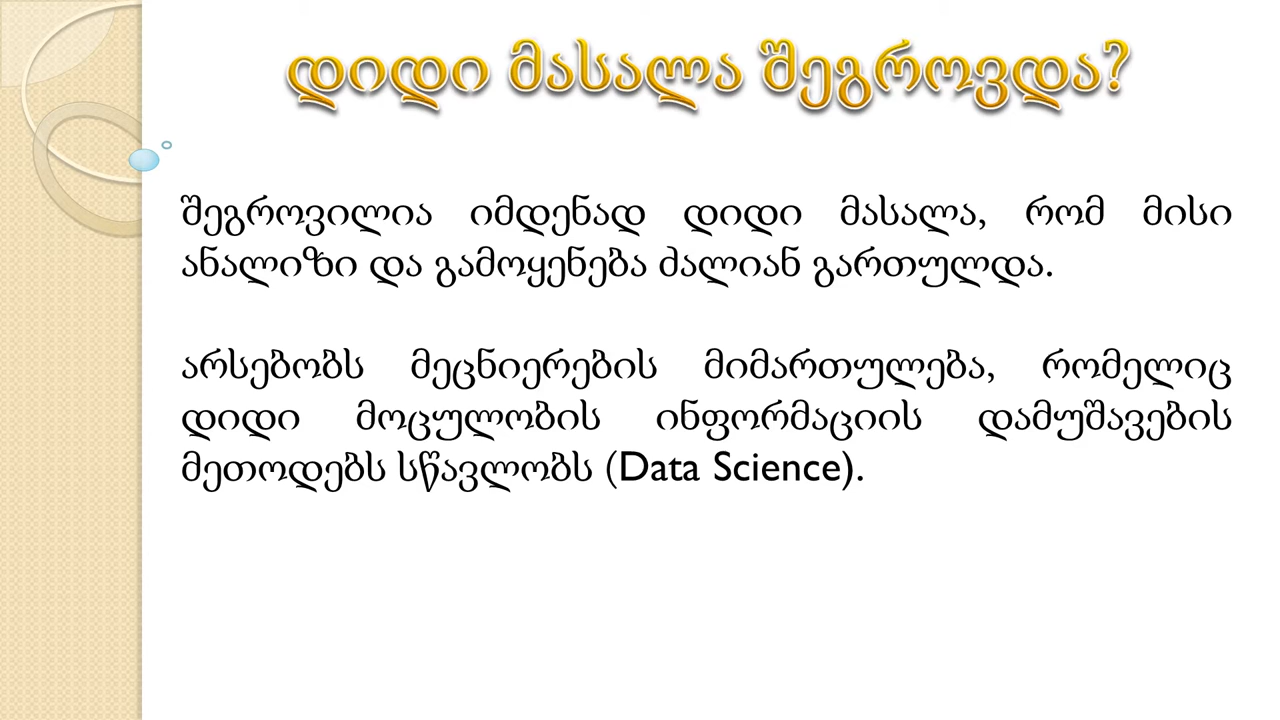 დიდი მასალა შეგროვდა?
შეგროვილია იმდენად დიდი მასალა, რომ მისი
ანალიზი და გამოყენება ძალიან გართულდა.
არსებობს მეცნიერების მიმართულება, რომელიც
დიდი მოცულობის ინფორმაციის დამუშავების
მეთოდებს სწავლობს (Data Science).